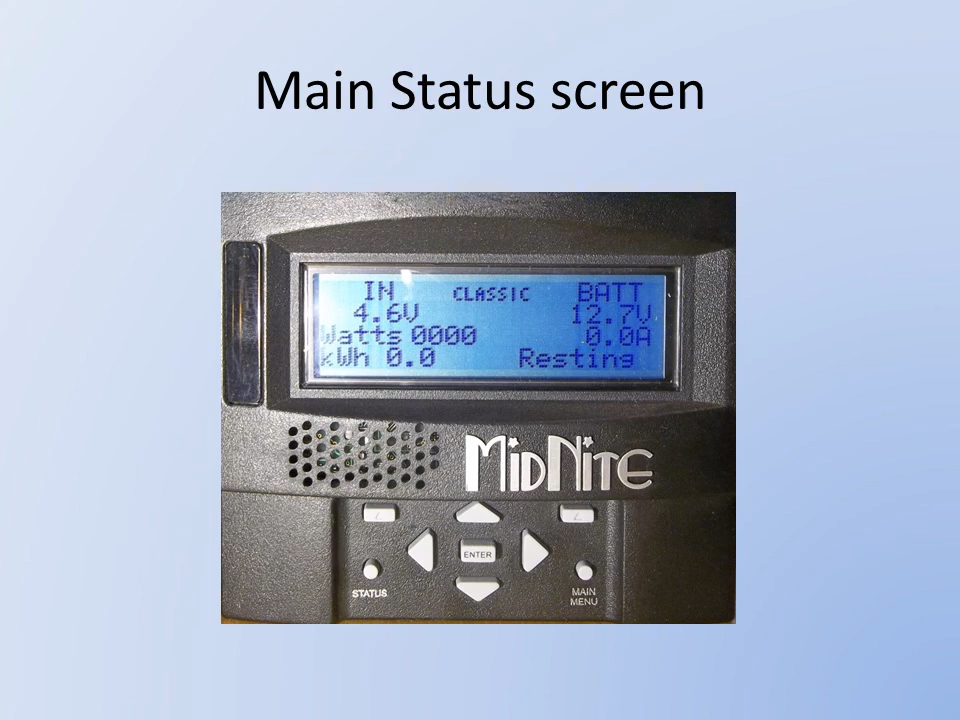 Main Status screen
IN CLASSIC BATT
4.6V 12.7V
Watts 0000 0.0A
kWh 0.0 Resting
MIDNITE
ENTER
STATUS
MAIN
MENU